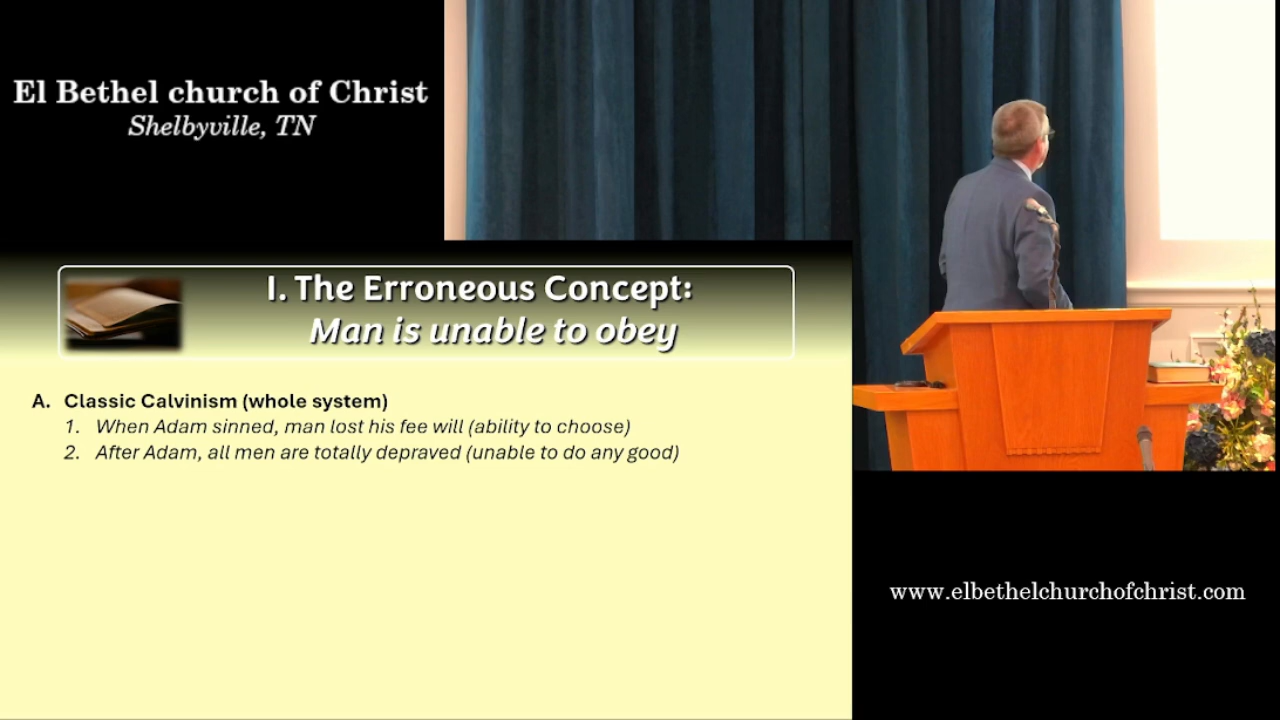 El Bethel church of Christ
Shelbyville, TN
I. The Erroneous Concept:
Man is unable to obey
A. Classic Calvinism (whole system)
1. When Adam sinned, man lost his fee will (ability to choose)
2. After Adam, all men are totally depraved (unable to do any good)
www.elbethelchurchofchrist.com